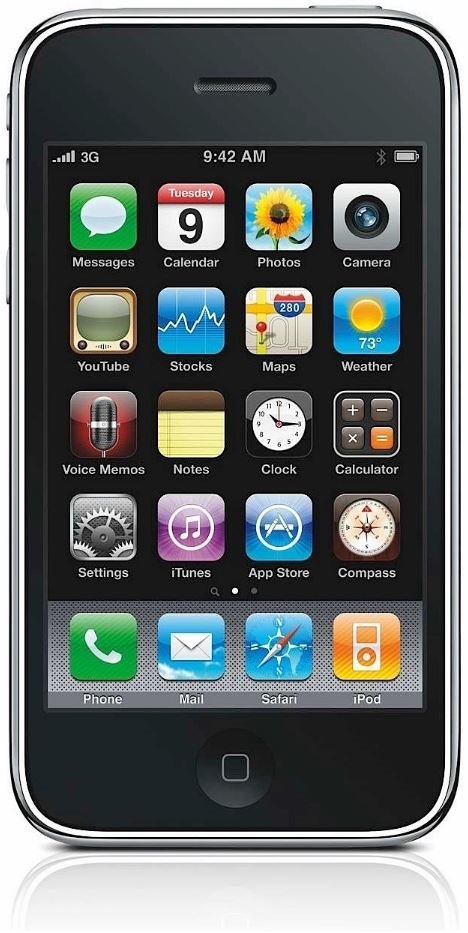 3G 9:42 AM
Tuesday
9
280
73°
Messages Calendar Photos Camera
YouTube Stocks Maps Weather
Voice Memos Notes Clock Calculator
Settings iTunes App Store Compass
Phone Mail Safari iPod